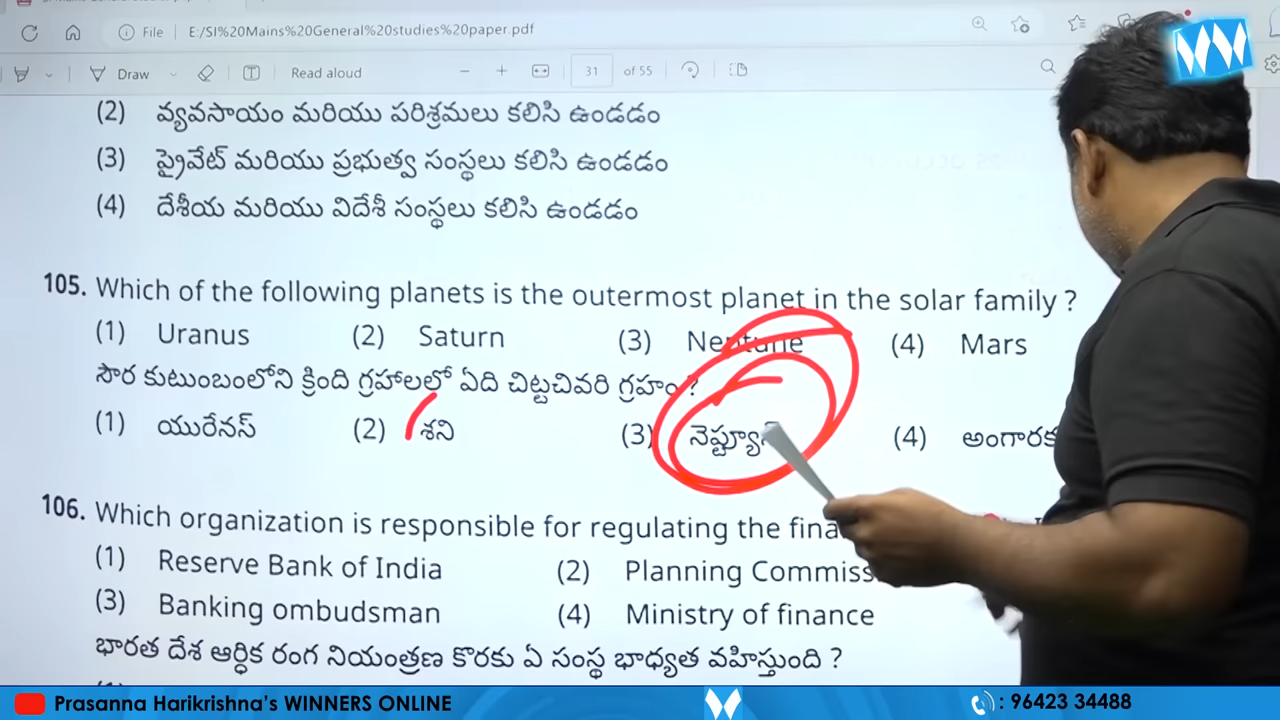 File E:/SI%20Mains%20General%20studies%20paper.pdf
Draw Read aloud 31 of 55
(2) వ్యవసాయం మరియు పరిశ్రమలు కలిసి ఉండడం
(3) ప్రైవేట్ మరియు ప్రభుత్వ సంస్థలు కలిసి ఉండడం
(4) దేశీయ మరియు విదేశీ సంస్థలు కలిసి ఉండడం
105. Which of the following planets is the outermost planet in the solar family ?
(1) Uranus (2) Saturn (3) Neptune (4) Mars
సౌర కుటుంబంలోని క్రింది గ్రహాలలో ఏది చిట్టచివరి గ్రహం ?
(1) యురేనస్ (2) శని (3) (4)
106. Which organization is responsible for regulating the
(1) Reserve Bank of India (2) Planning
(3) Banking ombudsman (4) Ministry of finance
భారత దేశ ఆర్థిక రంగ నియంత్రణ కొరకు ఏ సంస్థ భాధ్యత వహిస్తుంది ?
Prasanna Harikrishna's WINNERS ONLINE : 96423 34488